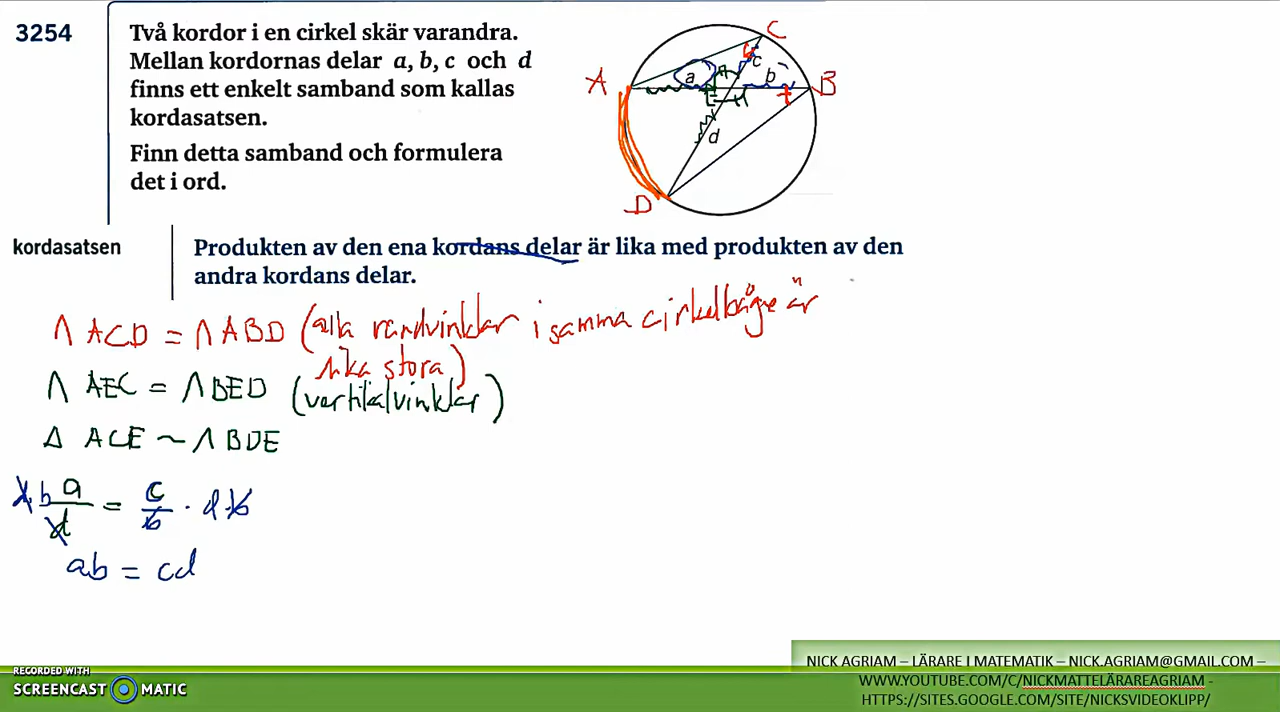 3254
Två kordor i en cirkel skär varandra.
Mellan kordornas delar a, b, c och d
finns ett enkelt samband som kallas
kordasatsen.
Finn detta samband och formulera
det i ord.
C
c
A
a
b
B
E
d
D
kordasatsen
Produkten av den ena kordans delar är lika med produkten av den
andra kordans delar.
∧ ACD = ∧ ABD (alla randvinklar i samma cirkelbåge är
lika stora)
∧ AEC = ∧ BED (vertikalvinklar)
Δ ACE ~ ∧ BDE
d b a/d = c/b · d b
ab = cd
NICK AGRIAM – LÄRARE I MATEMATIK – NICK.AGRIAM@GMAIL.COM –
WWW.YOUTUBE.COM/C/NICKMATTELÄRAREAGRIAM -
HTTPS://SITES.GOOGLE.COM/SITE/NICKSVIDEOKLIPP/
RECORDED WITH
SCREENCAST MATIC